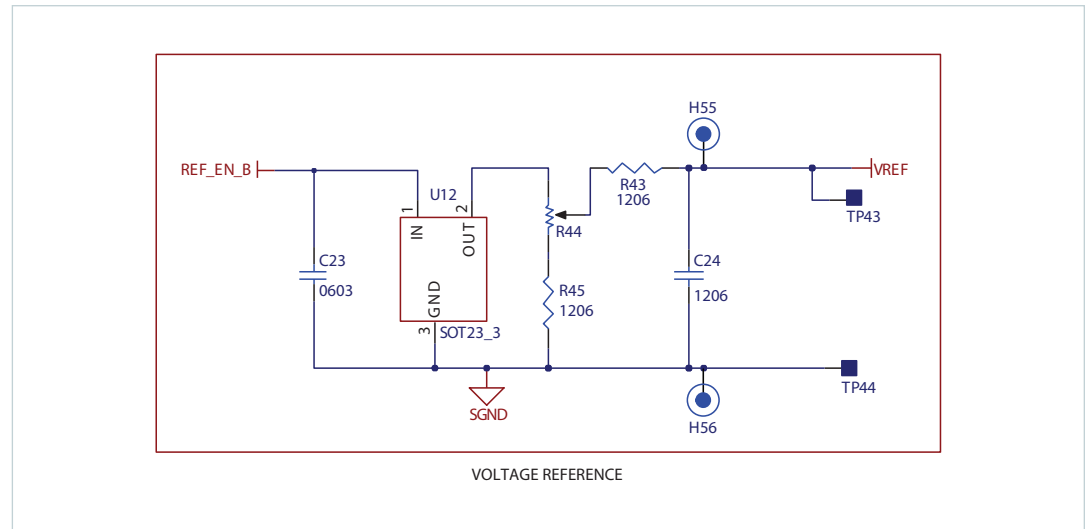 H55
REF_EN_B
VREF
R43
1206
U12
1
2
IN
OUT
R44
TP43
C23
0603
GND
3
SOT23_3
R45
1206
C24
1206
SGND
TP44
H56
VOLTAGE REFERENCE